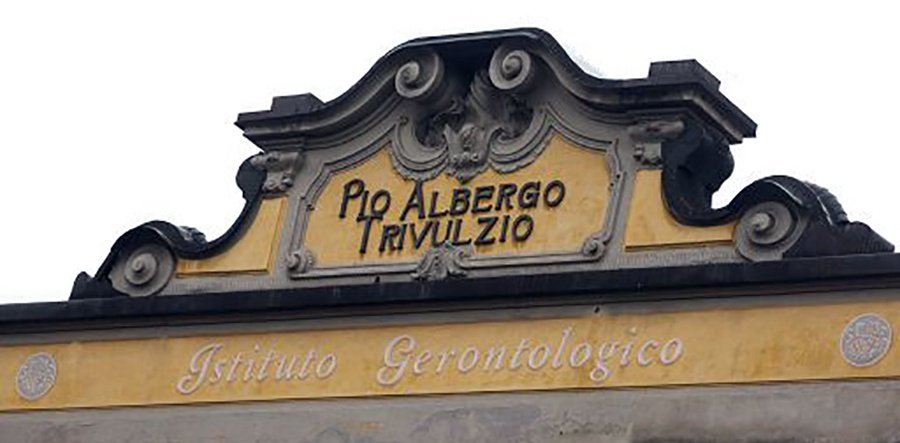 PIO ALBERGO
TRIVULZIO
Istituto Gerontologico